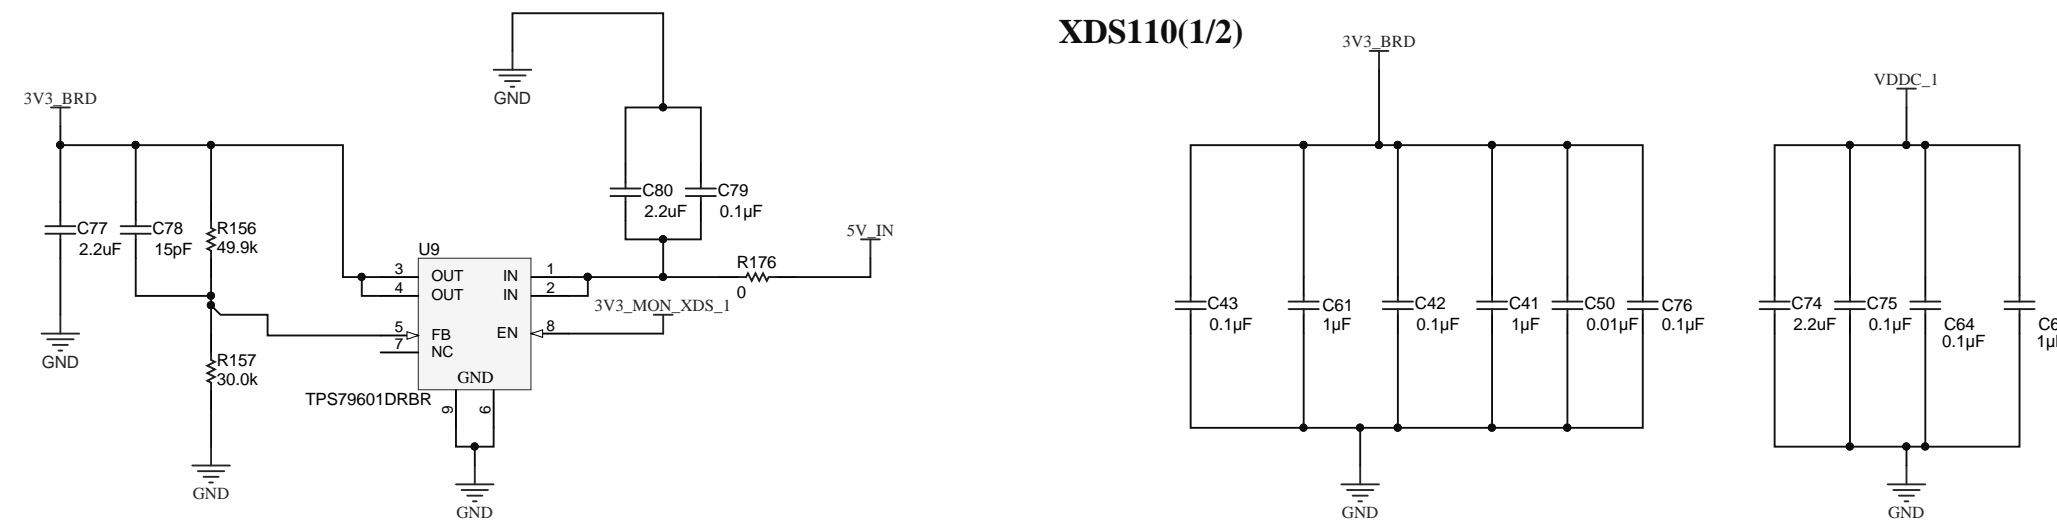 XDS110(1/2)
3V3_BRD
GND
3V3_BRD
VDDC_1
C80
2.2uF
C79
0.1µF
C77
2.2uF
C78
15pF
R156
49.9k
5V_IN
U9
R176
0
3 OUT IN 1
4 OUT IN 2
3V3_MON_XDS_1
5 FB EN 8
7 NC
GND
TPS79601DRBR
9 6
R157
30.0k
GND
GND
GND
C43
0.1µF
C61
1µF
C42
0.1µF
C41
1µF
C50
0.01µF
C76
0.1µF
GND
C74
2.2uF
C75
0.1µF
C64
0.1µF
C6
GND